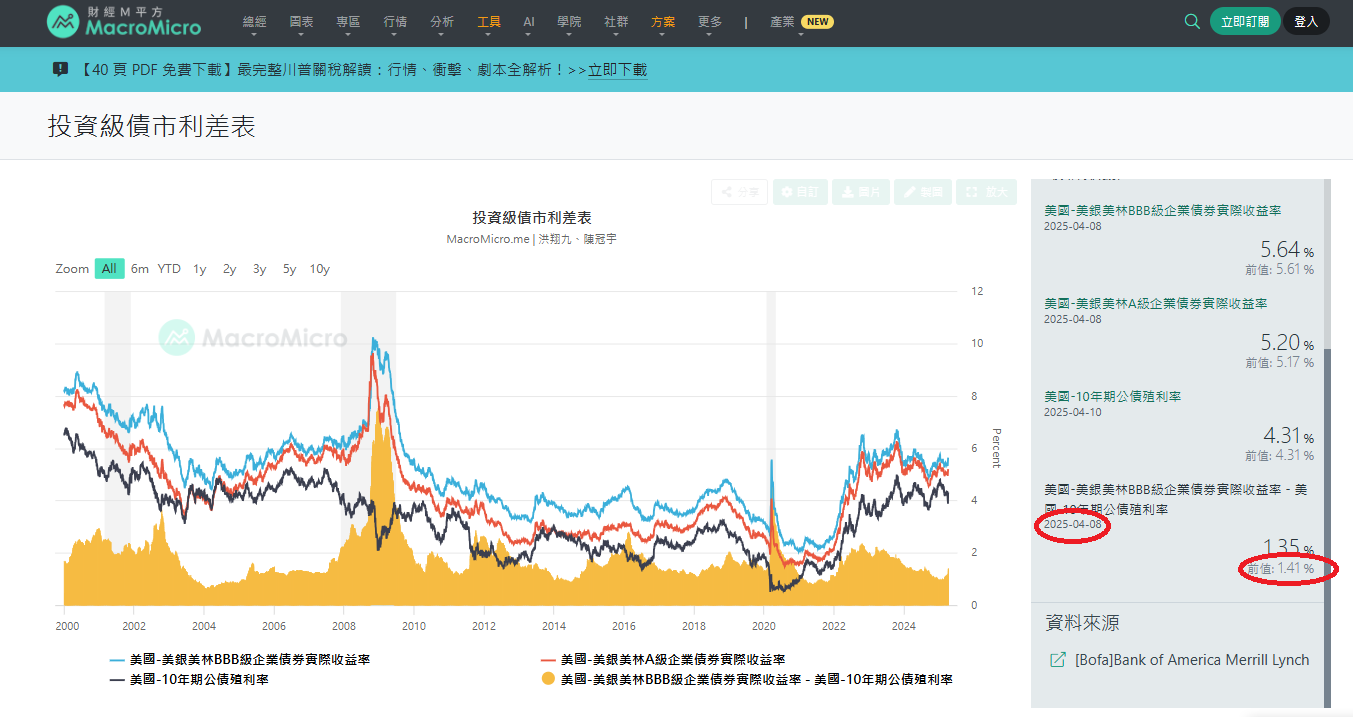 財經M平方
MacroMicro
總經 圖表 專區 行情 分析 工具 AI 學院 社群 方案 更多 | 產業 NEW
立即訂閱 登入
【40 頁 PDF 免費下載】最完整川普關稅解讀：行情、衝擊、劇本全解析！>>立即下載
投資級債市利差表
分享 自訂 圖片 製圖 放大
投資級債市利差表
MacroMicro.me | 洪翔九、陳冠宇
Zoom All 6m YTD 1y 2y 3y 5y 10y
MacroMicro
12
10
8
6
4
2
0
Percent
2000 2002 2004 2006 2008 2010 2012 2014 2016 2018 2020 2022 2024
美國-美銀美林BBB級企業債券實際收益率
美國-美銀美林A級企業債券實際收益率
美國-10年期公債殖利率
美國-美銀美林BBB級企業債券實際收益率 - 美國-10年期公債殖利率
美國-美銀美林BBB級企業債券實際收益率
2025-04-08
5.64 %
前值: 5.61 %
美國-美銀美林A級企業債券實際收益率
2025-04-08
5.20 %
前值: 5.17 %
美國-10年期公債殖利率
2025-04-10
4.31 %
前值: 4.31 %
美國-美銀美林BBB級企業債券實際收益率 - 美
國-10年期公債殖利率
2025-04-08
1.35 %
前值: 1.41 %
資料來源
[Bofa]Bank of America Merrill Lynch